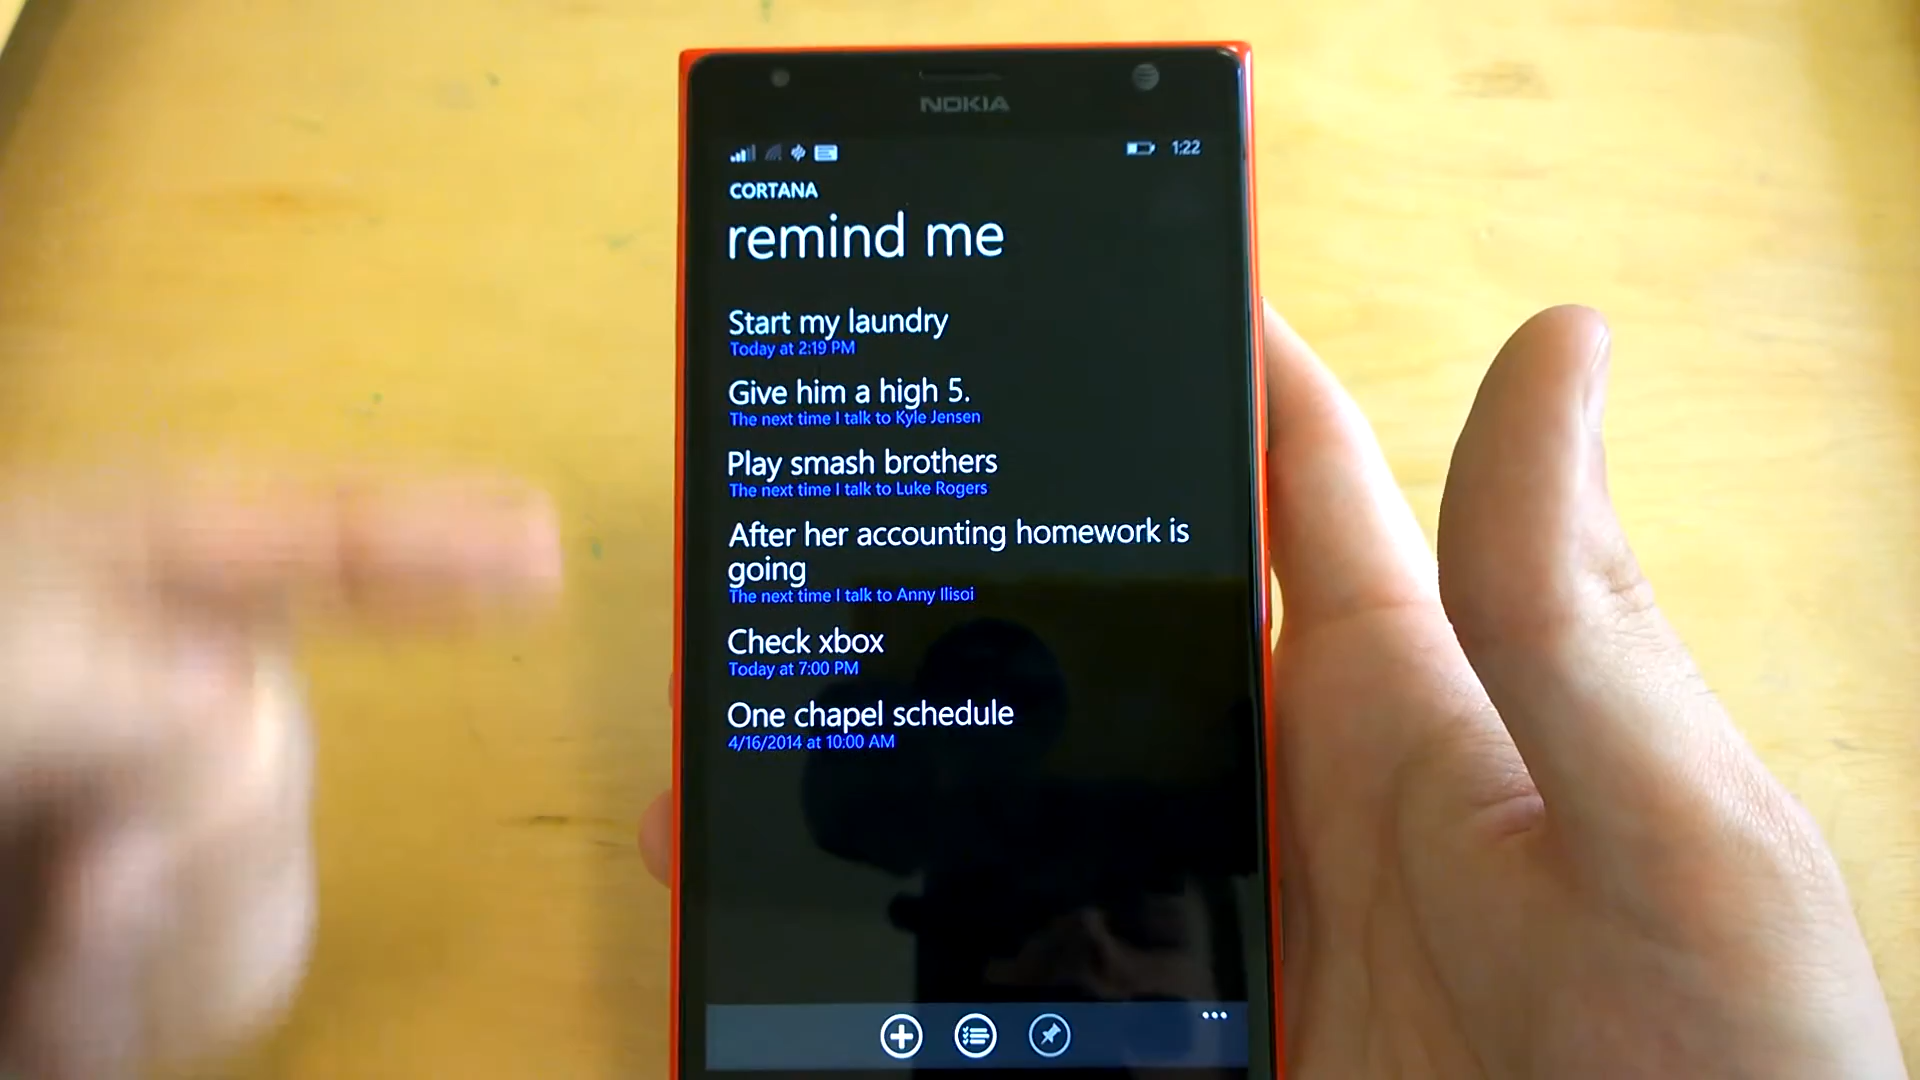 NOKIA
1:22
CORTANA
remind me
Start my laundry
Today at 2:19 PM
Give him a high 5.
The next time I talk to Kyle Jensen
Play smash brothers
The next time I talk to Luke Rogers
After her accounting homework is
going
The next time I talk to Anny Ilisoi
Check xbox
Today at 7:00 PM
One chapel schedule
4/16/2014 at 10:00 AM